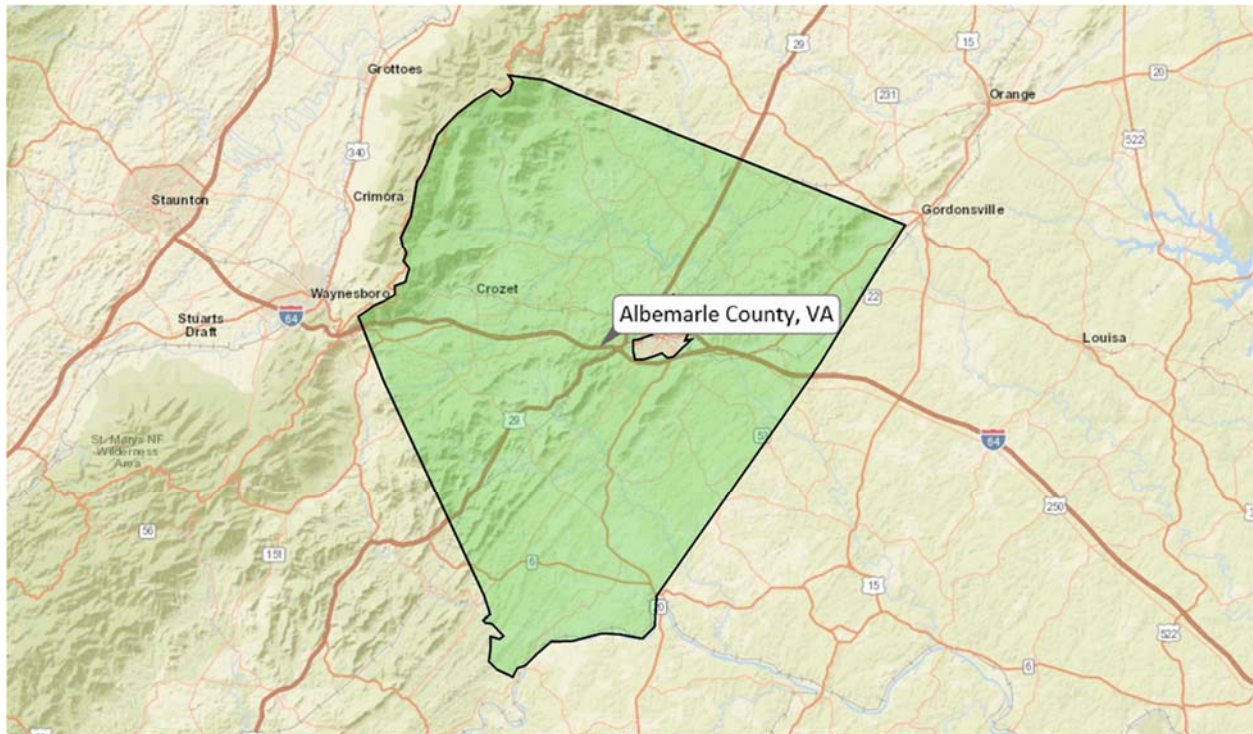 29
15
Grottoes
20
231
Orange
522
340
Crimora
Staunton
Gordonsville
Waynesboro
Crozet
22
64
Stuarts
Draft
Albemarle County, VA
Louisa
29
53
64
St. Marys NF
Wilderness
Area
250
56
151
6
15
20
522
6